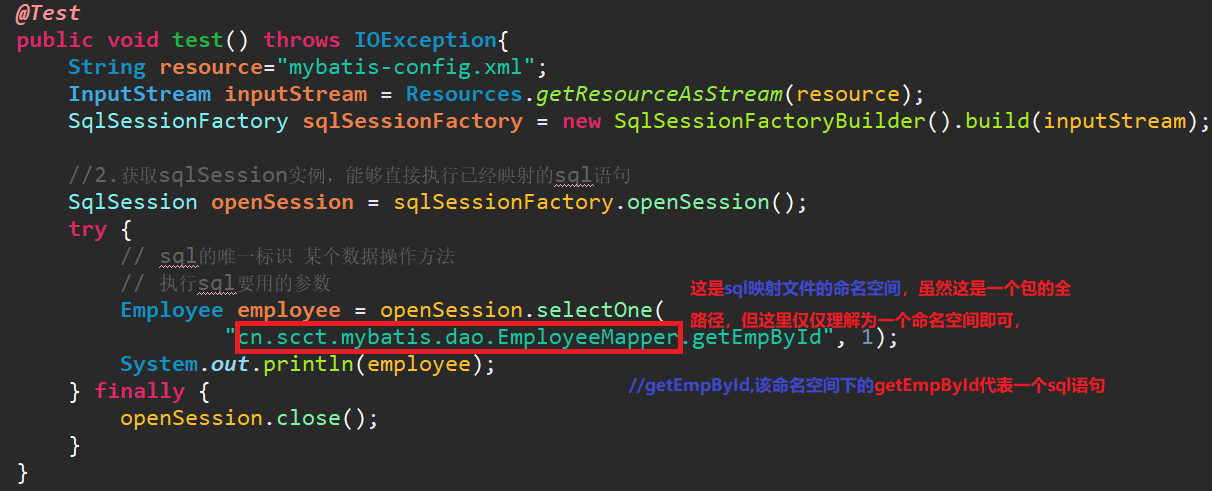 @Test
public void test() throws IOException{
String resource="mybatis-config.xml";
InputStream inputStream = Resources.getResourceAsStream(resource);
SqlSessionFactory sqlSessionFactory = new SqlSessionFactoryBuilder().build(inputStream);
//2.获取sqlSession实例，能够直接执行已经映射的sql语句
SqlSession openSession = sqlSessionFactory.openSession();
try {
// sql的唯一标识 某个数据操作方法
// 执行sql要用的参数
这是sql映射文件的命名空间，虽然这是一个包的全
Employee employee = openSession.selectOne(
路径，但这里仅仅理解为一个命名空间即可，
"cn.scct.mybatis.dao.EmployeeMapper.getEmpById", 1);
System.out.println(employee);
//getEmpById,该命名空间下的getEmpById代表一个sql语句
} finally {
openSession.close();
}
}